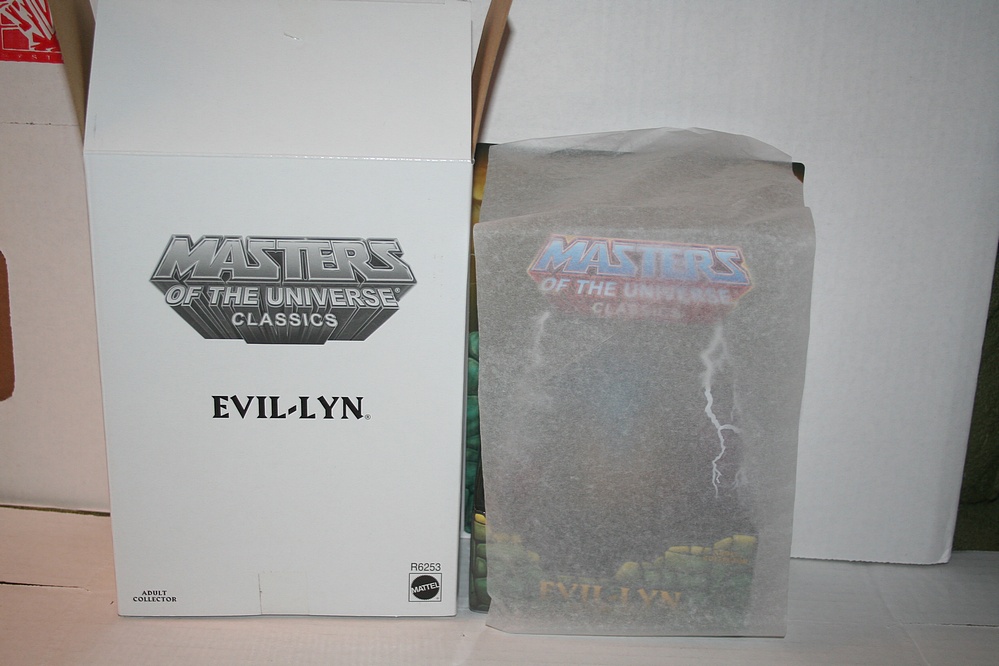 MASTERS
OF THE UNIVERSE®
CLASSICS
EVIL-LYN®
R6253
MATTEL
ADULT
COLLECTOR
MASTERS
OF THE UNIVERSE
CLASSICS
EVIL-LYN